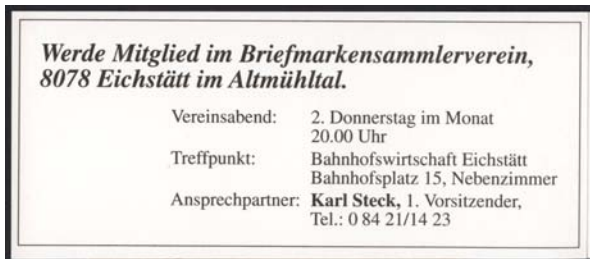 Werde Mitglied im Briefmarkensammlerverein,
8078 Eichstätt im Altmühltal.
Vereinsabend: 2. Donnerstag im Monat
20.00 Uhr
Treffpunkt: Bahnhofswirtschaft Eichstätt
Bahnhofsplatz 15, Nebenzimmer
Ansprechpartner: Karl Steck, 1. Vorsitzender,
Tel.: 0 84 21/14 23